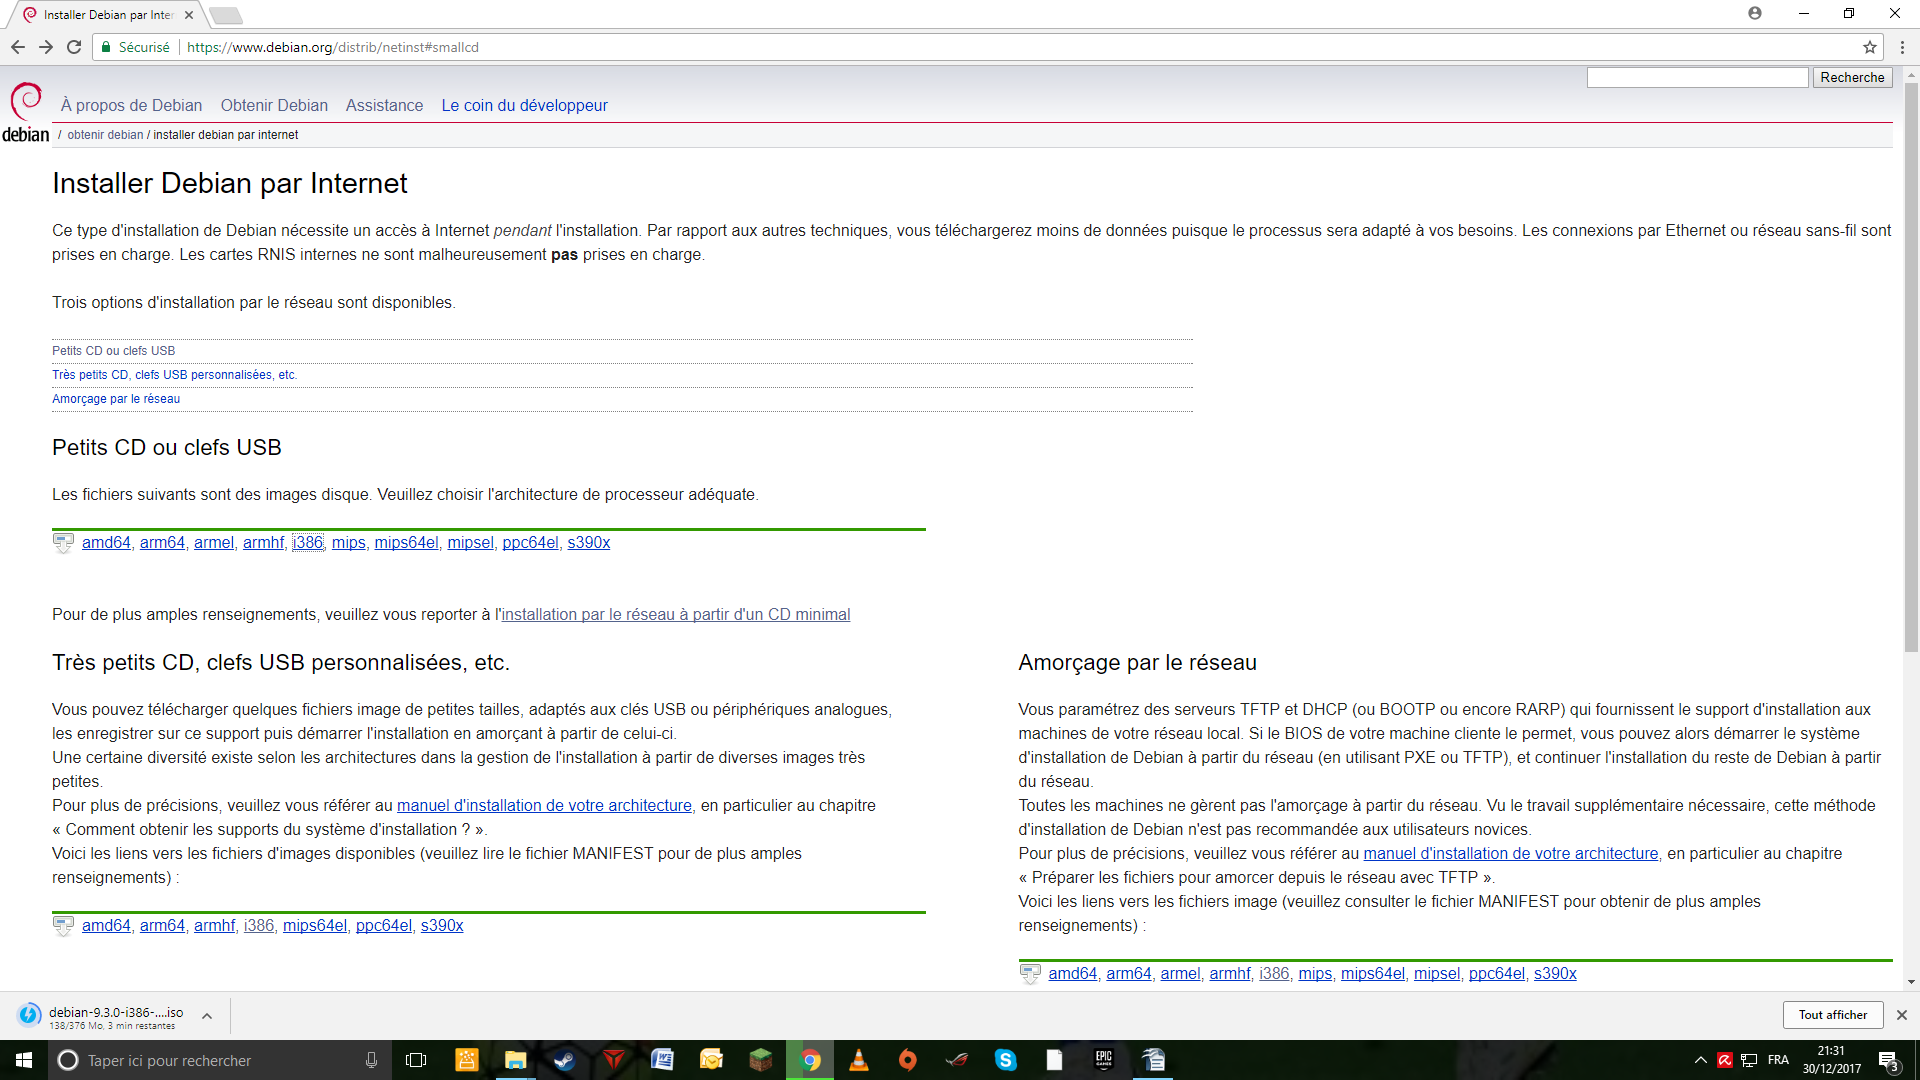 Installer Debian par Inter
Sécurisé
https://www.debian.org/distrib/netinst#smallcd
Recherche
debian
À propos de Debian Obtenir Debian Assistance Le coin du développeur
/ obtenir debian / installer debian par internet
Installer Debian par Internet
Ce type d'installation de Debian nécessite un accès à Internet pendant l'installation. Par rapport aux autres techniques, vous téléchargerez moins de données puisque le processus sera adapté à vos besoins. Les connexions par Ethernet ou réseau sans-fil sont
prises en charge. Les cartes RNIS internes ne sont malheureusement pas prises en charge.
Trois options d'installation par le réseau sont disponibles.
Petits CD ou clefs USB
Très petits CD, clefs USB personnalisées, etc.
Amorçage par le réseau
Petits CD ou clefs USB
Les fichiers suivants sont des images disque. Veuillez choisir l'architecture de processeur adéquate.
amd64, arm64, armel, armhf, i386, mips, mips64el, mipsel, ppc64el, s390x
Pour de plus amples renseignements, veuillez vous reporter à l'installation par le réseau à partir d'un CD minimal
Très petits CD, clefs USB personnalisées, etc.
Vous pouvez télécharger quelques fichiers image de petites tailles, adaptés aux clés USB ou périphériques analogues,
les enregistrer sur ce support puis démarrer l'installation en amorçant à partir de celui-ci.
Une certaine diversité existe selon les architectures dans la gestion de l'installation à partir de diverses images très
petites.
Pour plus de précisions, veuillez vous référer au manuel d'installation de votre architecture, en particulier au chapitre
« Comment obtenir les supports du système d'installation ? ».
Voici les liens vers les fichiers d'images disponibles (veuillez lire le fichier MANIFEST pour de plus amples
renseignements) :
amd64, arm64, armhf, i386, mips64el, ppc64el, s390x
Amorçage par le réseau
Vous paramétrez des serveurs TFTP et DHCP (ou BOOTP ou encore RARP) qui fournissent le support d'installation aux
machines de votre réseau local. Si le BIOS de votre machine cliente le permet, vous pouvez alors démarrer le système
d'installation de Debian à partir du réseau (en utilisant PXE ou TFTP), et continuer l'installation du reste de Debian à partir
du réseau.
Toutes les machines ne gèrent pas l'amorçage à partir du réseau. Vu le travail supplémentaire nécessaire, cette méthode
d'installation de Debian n'est pas recommandée aux utilisateurs novices.
Pour plus de précisions, veuillez vous référer au manuel d'installation de votre architecture, en particulier au chapitre
« Préparer les fichiers pour amorcer depuis le réseau avec TFTP ».
Voici les liens vers les fichiers image (veuillez consulter le fichier MANIFEST pour obtenir de plus amples
renseignements) :
amd64, arm64, armel, armhf, i386, mips, mips64el, mipsel, ppc64el, s390x
debian-9.3.0-i386-....iso
138/376 Mo, 3 min restantes
Tout afficher
Taper ici pour rechercher
EPIC
GAMES
FRA
21:31
30/12/2017
3